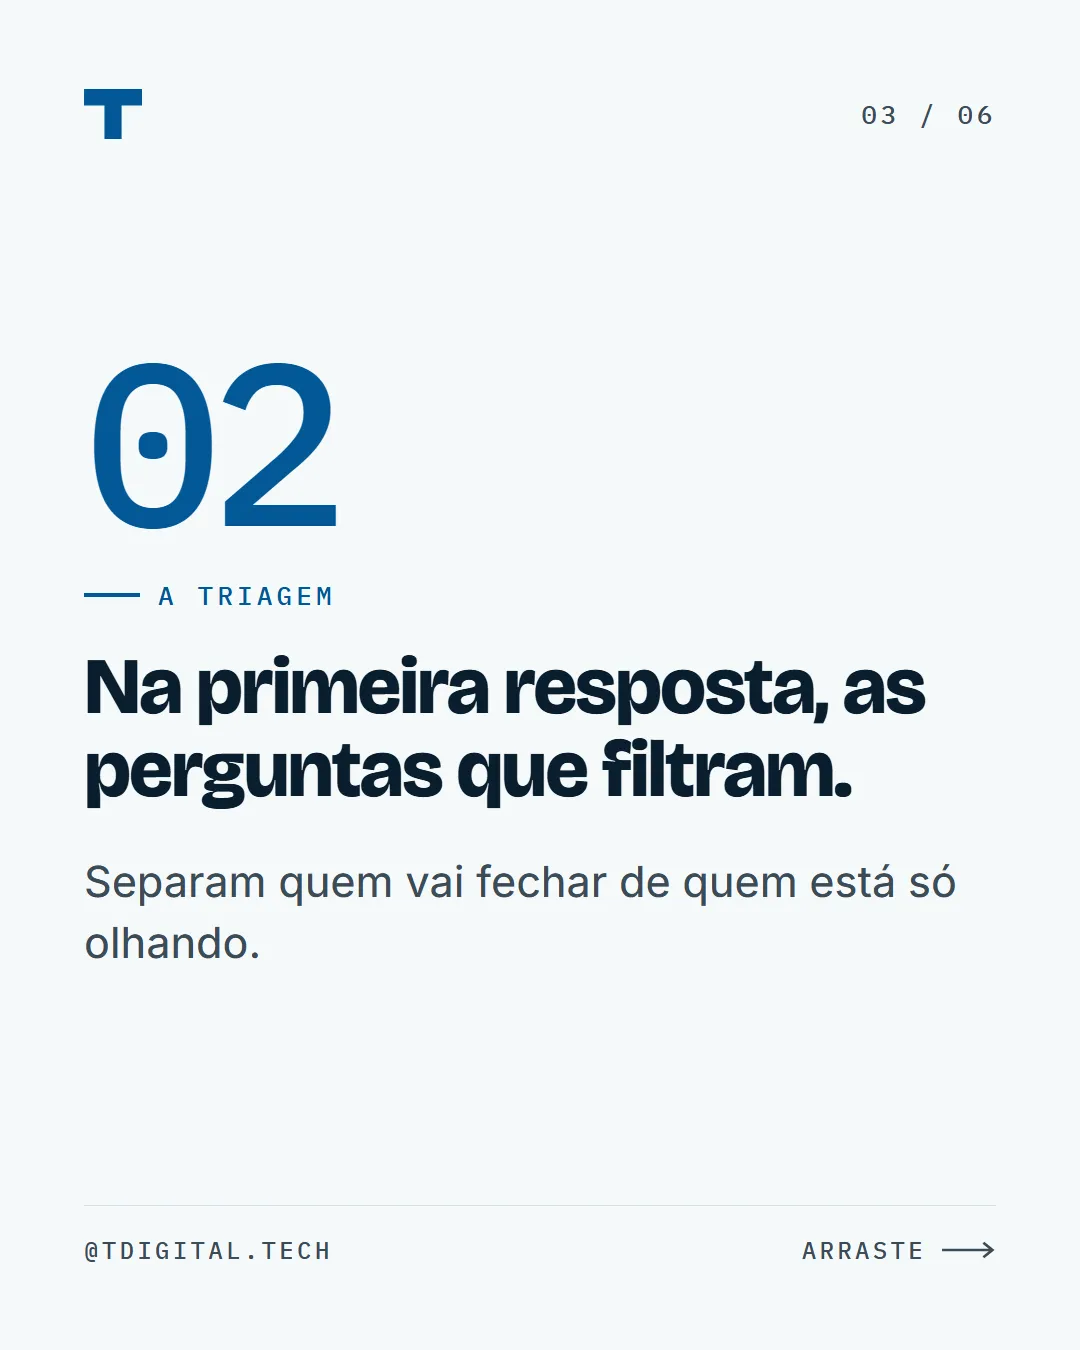 T
03 / 06
02
A TRIAGEM
Na primeira resposta, as
perguntas que filtram.
Separam quem vai fechar de quem está só
olhando.
@TDIGITAL.TECH
ARRASTE